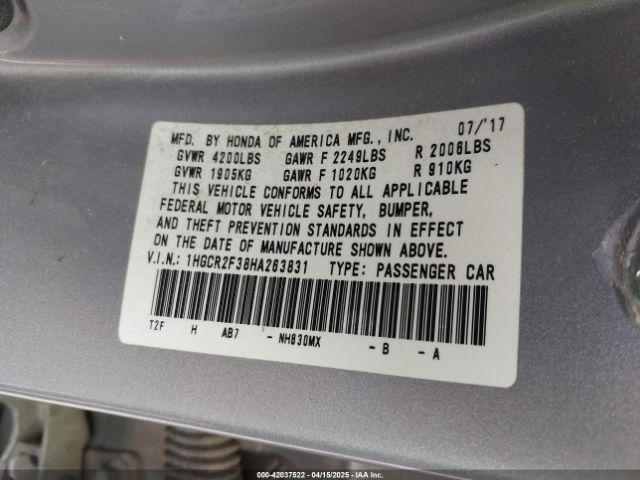 MFD. BY HONDA OF AMERICA MFG., INC. 07/'17
GVWR 4200LBS GAWR F 2249LBS R 2006LBS
GVWR 1905KG GAWR F 1020KG R 910KG
THIS VEHICLE CONFORMS TO ALL APPLICABLE
FEDERAL MOTOR VEHICLE SAFETY, BUMPER,
AND THEFT PREVENTION STANDARDS IN EFFECT
ON THE DATE OF MANUFACTURE SHOWN ABOVE.
V.I.N.: 1HGCR2F38HA263831 TYPE: PASSENGER CAR
T2F H AB7 - NH830MX - B - A
000-42037522 04/15/2025 IAAI.COM